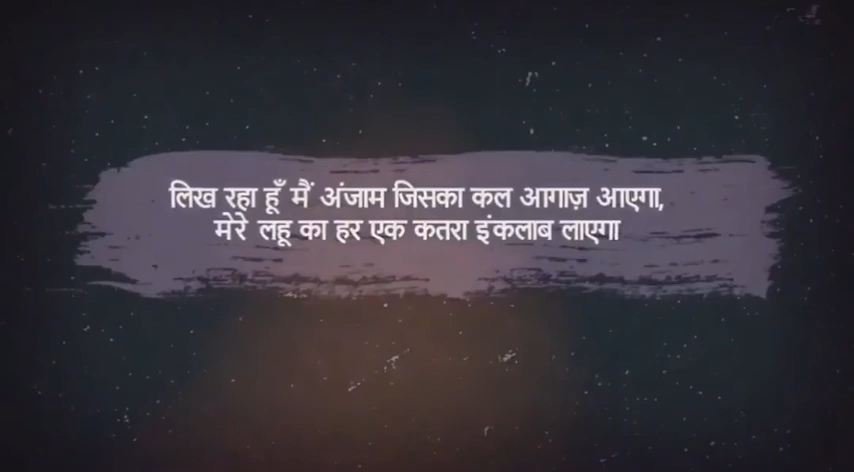 लिख रहा हूँ मैं अंजाम जिसका कल आगाज़ आएगा,
मेरे लहू का हर एक कतरा इंकलाब लाएगा